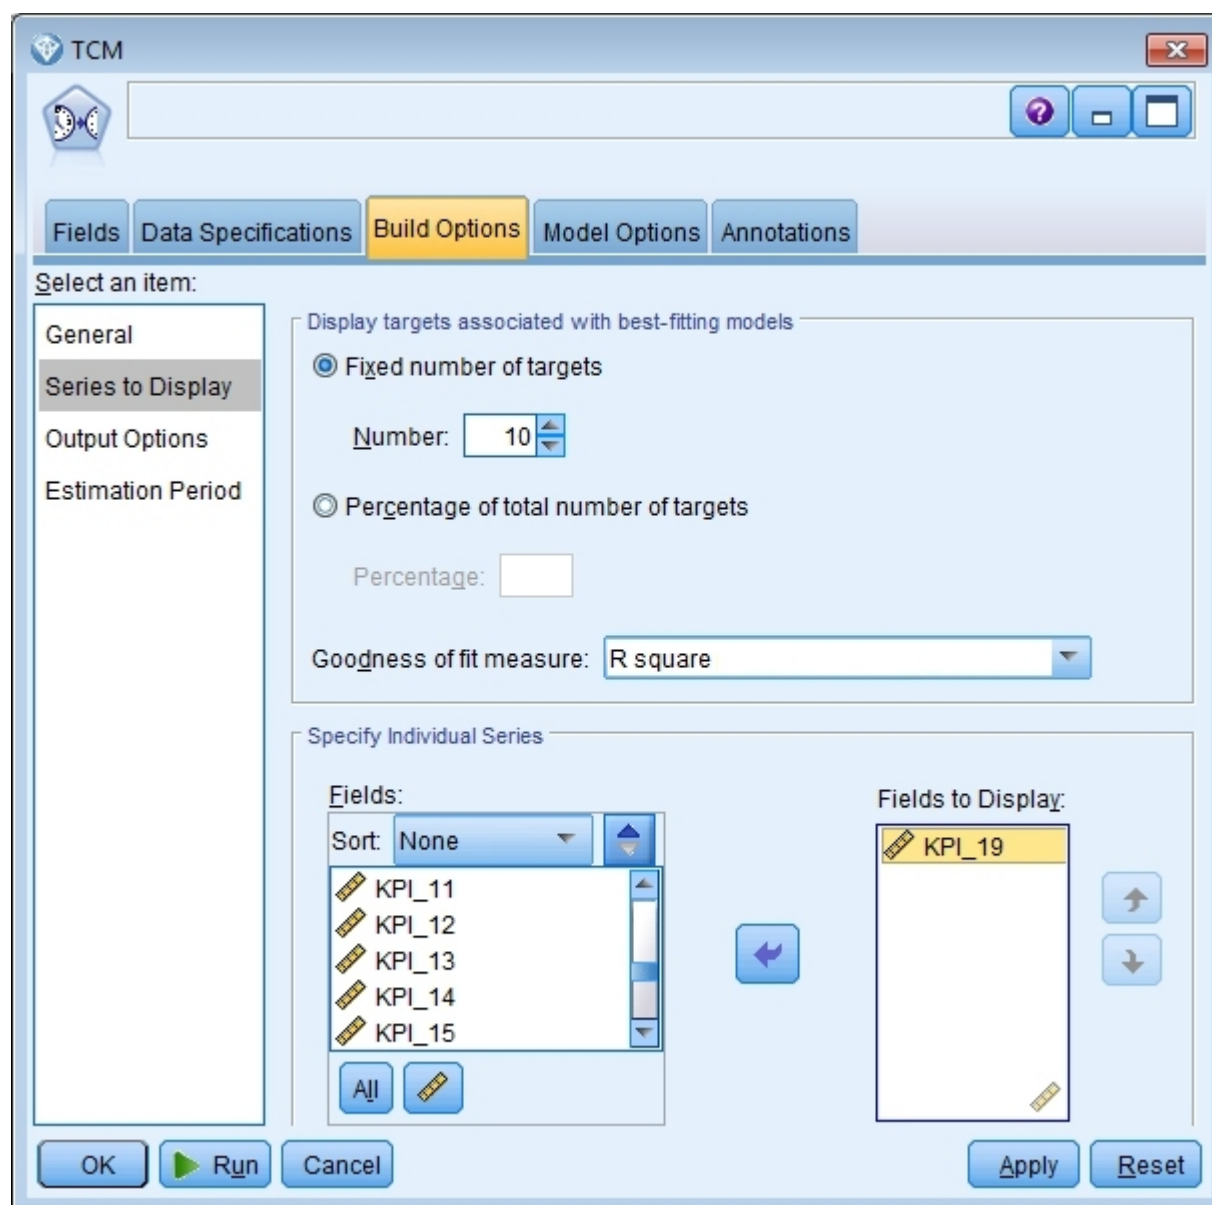 TCM
Fields Data Specifications Build Options Model Options Annotations
Select an item:
General
Series to Display
Output Options
Estimation Period
Display targets associated with best-fitting models
Fixed number of targets
Number: 10
Percentage of total number of targets
Percentage:
Goodness of fit measure: R square
Specify Individual Series
Fields:
Sort: None
KPI_11
KPI_12
KPI_13
KPI_14
KPI_15
All
Fields to Display:
KPI_19
OK Run Cancel Apply Reset